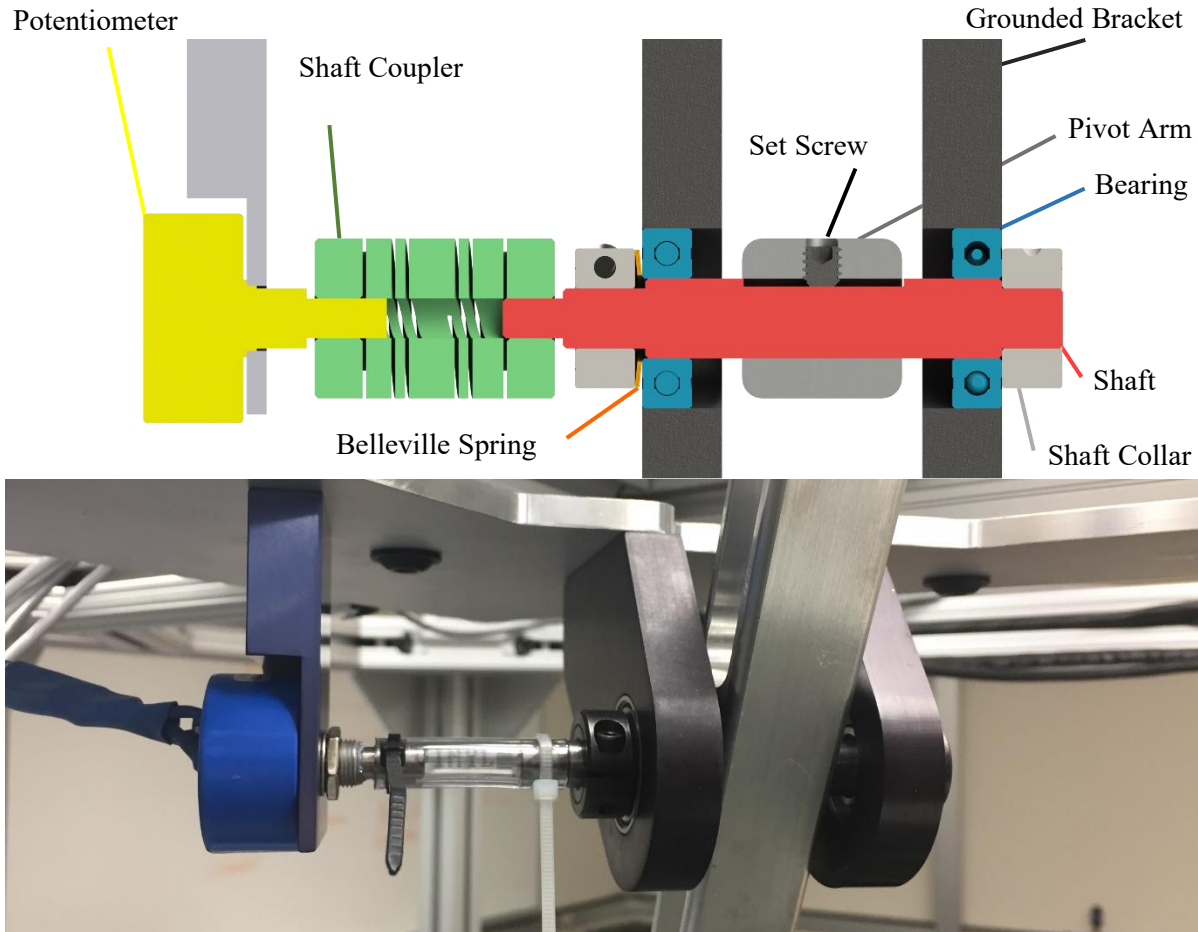 Potentiometer
Grounded Bracket
Shaft Coupler
Pivot Arm
Set Screw
Bearing
Shaft
Belleville Spring
Shaft Collar